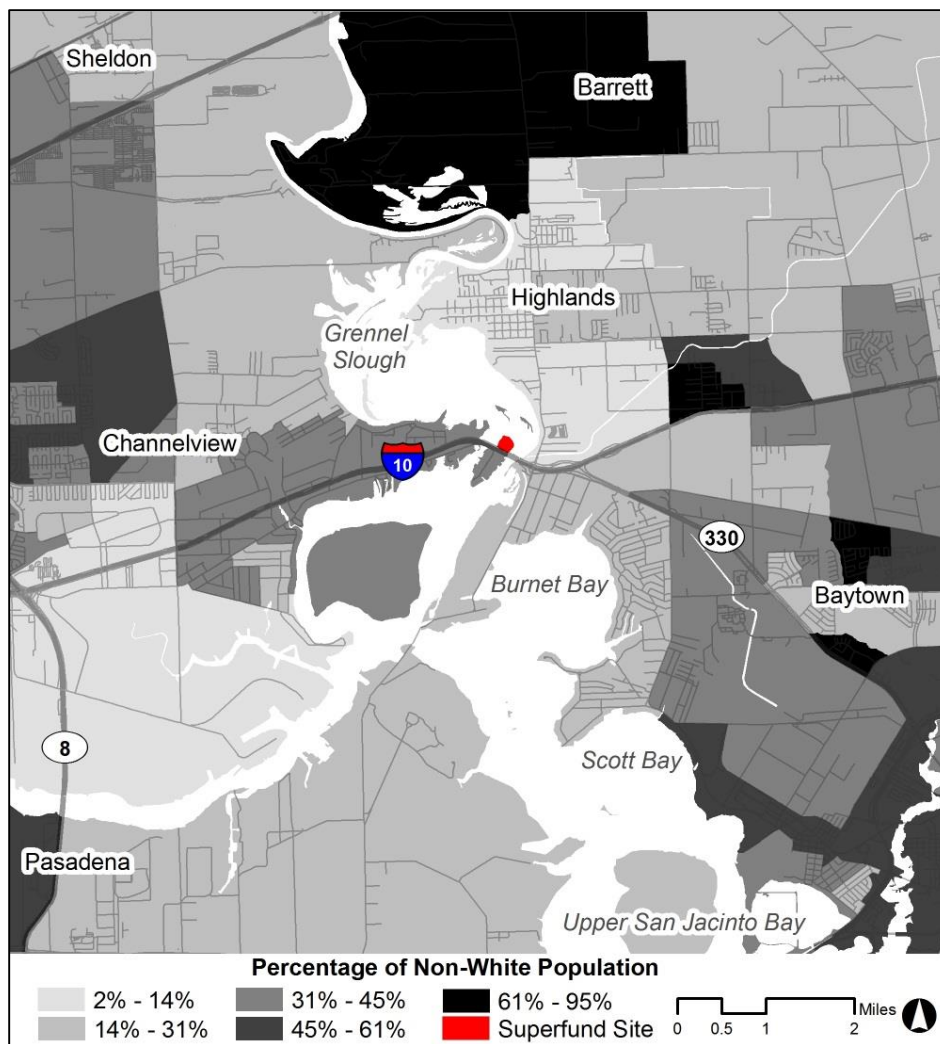 Sheldon
Barrett
Highlands
Grennel
Slough
Channelview
10
330
Burnet Bay
Baytown
8
Scott Bay
Pasadena
Upper San Jacinto Bay
Percentage of Non-White Population
2% - 14% 31% - 45% 61% - 95%
14% - 31% 45% - 61% Superfund Site
Miles
0 0.5 1 2